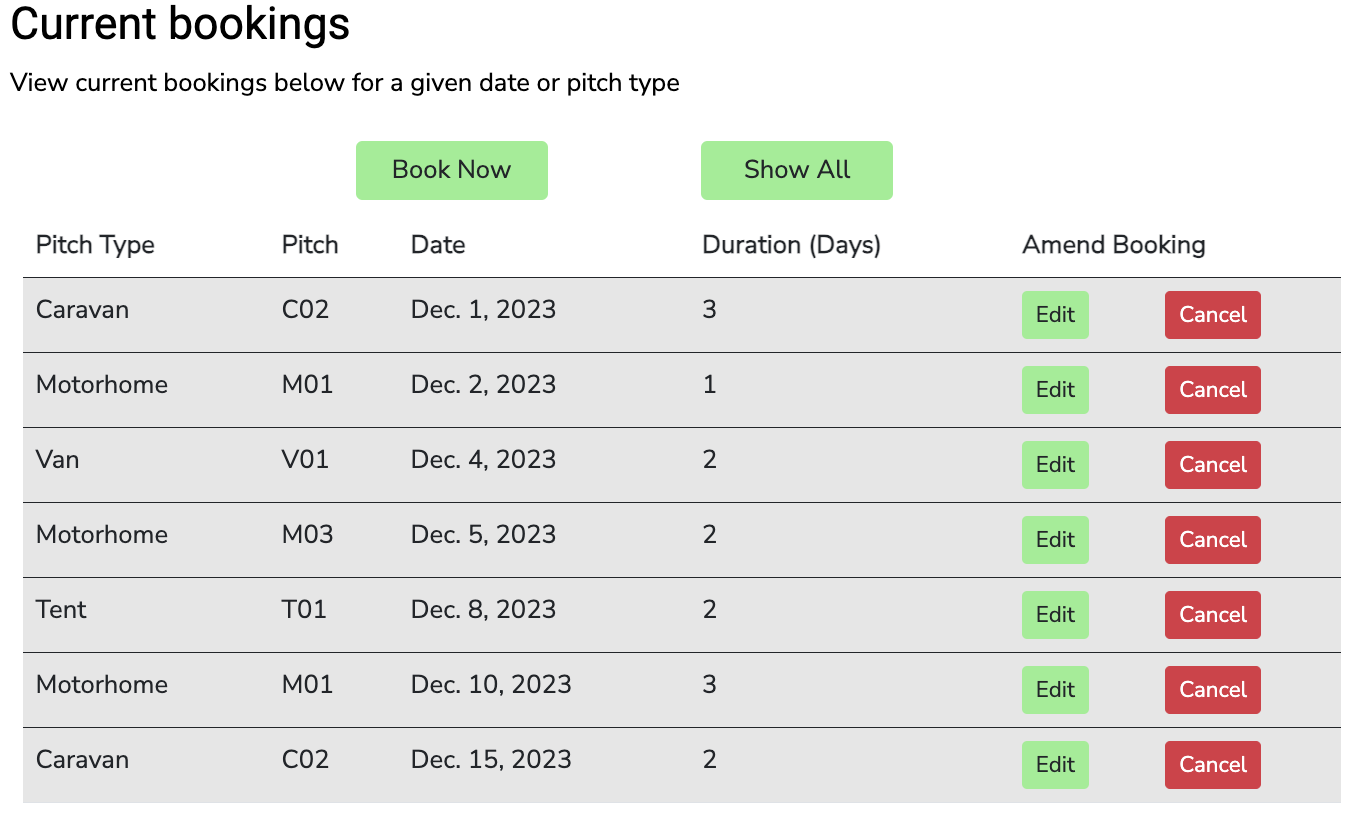 Current bookings
View current bookings below for a given date or pitch type
Book Now Show All
Pitch Type Pitch Date Duration (Days) Amend Booking
Caravan C02 Dec. 1, 2023 3 Edit Cancel
Motorhome M01 Dec. 2, 2023 1 Edit Cancel
Van V01 Dec. 4, 2023 2 Edit Cancel
Motorhome M03 Dec. 5, 2023 2 Edit Cancel
Tent T01 Dec. 8, 2023 2 Edit Cancel
Motorhome M01 Dec. 10, 2023 3 Edit Cancel
Caravan C02 Dec. 15, 2023 2 Edit Cancel